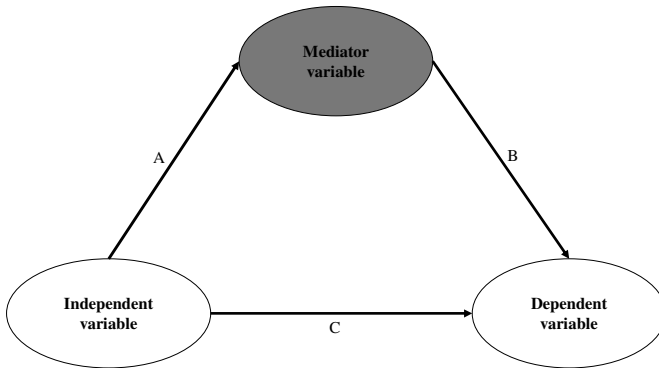 Mediator
variable
A
B
Independent
variable
Dependent
variable
C